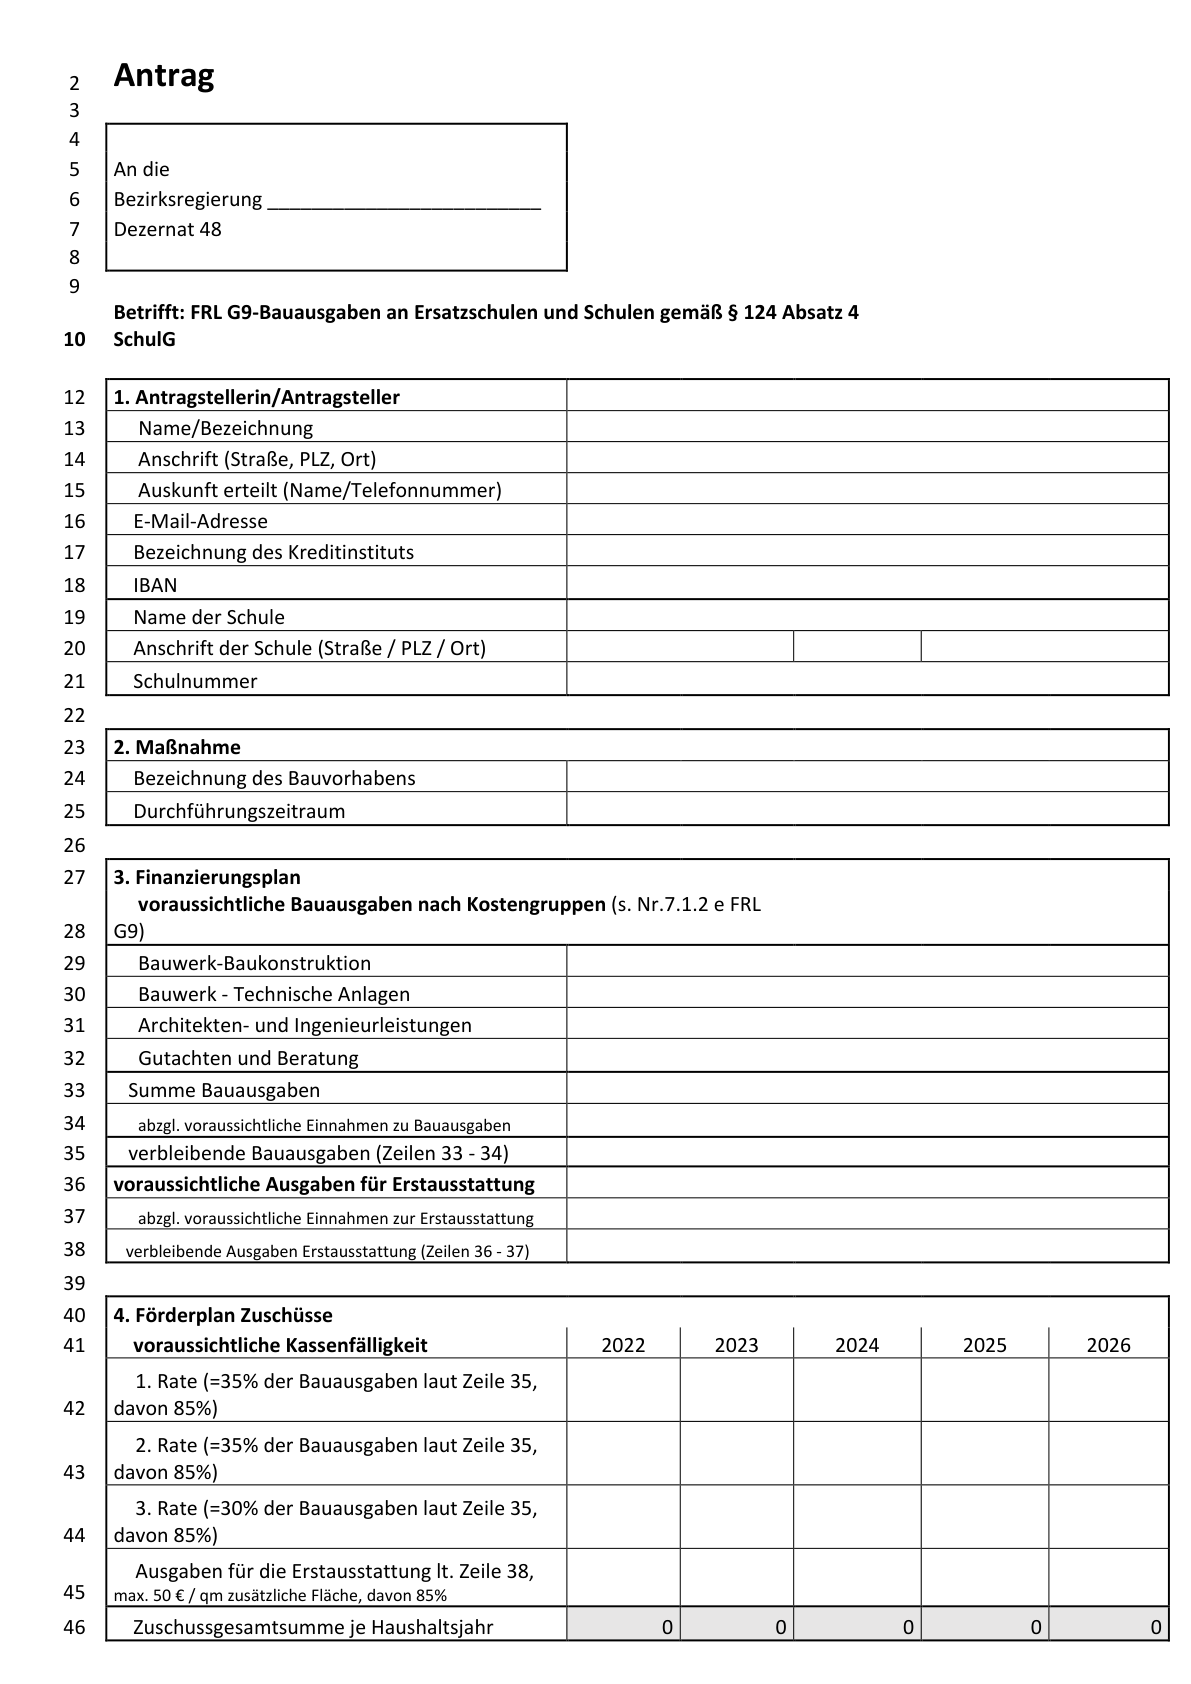 2 Antrag
3
4
5 An die
6 Bezirksregierung _________________________
7 Dezernat 48
8
9
Betrifft: FRL G9-Bauausgaben an Ersatzschulen und Schulen gemäß § 124 Absatz 4
10 SchulG
12 1. Antragstellerin/Antragsteller
13 Name/Bezeichnung
14 Anschrift (Straße, PLZ, Ort)
15 Auskunft erteilt (Name/Telefonnummer)
16 E-Mail-Adresse
17 Bezeichnung des Kreditinstituts
18 IBAN
19 Name der Schule
20 Anschrift der Schule (Straße / PLZ / Ort)
21 Schulnummer
22
23 2. Maßnahme
24 Bezeichnung des Bauvorhabens
25 Durchführungszeitraum
26
27 3. Finanzierungsplan
voraussichtliche Bauausgaben nach Kostengruppen (s. Nr.7.1.2 e FRL
28 G9)
29 Bauwerk-Baukonstruktion
30 Bauwerk - Technische Anlagen
31 Architekten- und Ingenieurleistungen
32 Gutachten und Beratung
33 Summe Bauausgaben
34 abzgl. voraussichtliche Einnahmen zu Bauausgaben
35 verbleibende Bauausgaben (Zeilen 33 - 34)
36 voraussichtliche Ausgaben für Erstausstattung
37 abzgl. voraussichtliche Einnahmen zur Erstausstattung
38 verbleibende Ausgaben Erstausstattung (Zeilen 36 - 37)
39
40 4. Förderplan Zuschüsse
41 voraussichtliche Kassenfälligkeit 2022 2023 2024 2025 2026
1. Rate (=35% der Bauausgaben laut Zeile 35,
42 davon 85%)
2. Rate (=35% der Bauausgaben laut Zeile 35,
43 davon 85%)
3. Rate (=30% der Bauausgaben laut Zeile 35,
44 davon 85%)
Ausgaben für die Erstausstattung lt. Zeile 38,
45 max. 50 € / qm zusätzliche Fläche, davon 85%
46 Zuschussgesamtsumme je Haushaltsjahr 0 0 0 0 0